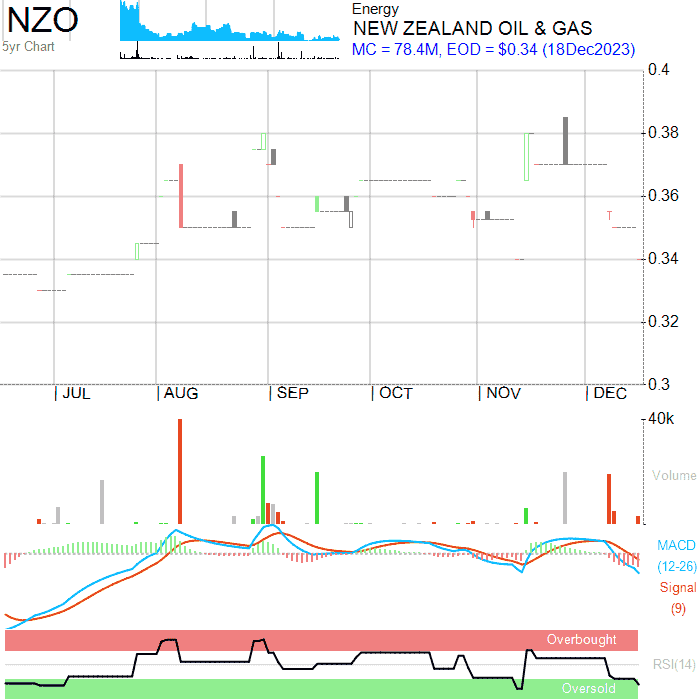 NZO
5yr Chart
Energy
NEW ZEALAND OIL & GAS
MC = 78.4M, EOD = $0.34 (18Dec2023)
0.4
0.38
0.36
0.34
0.32
0.3
JUL AUG SEP OCT NOV DEC
40k
Volume
MACD
(12-26)
Signal
(9)
Overbought
RSI(14)
Oversold